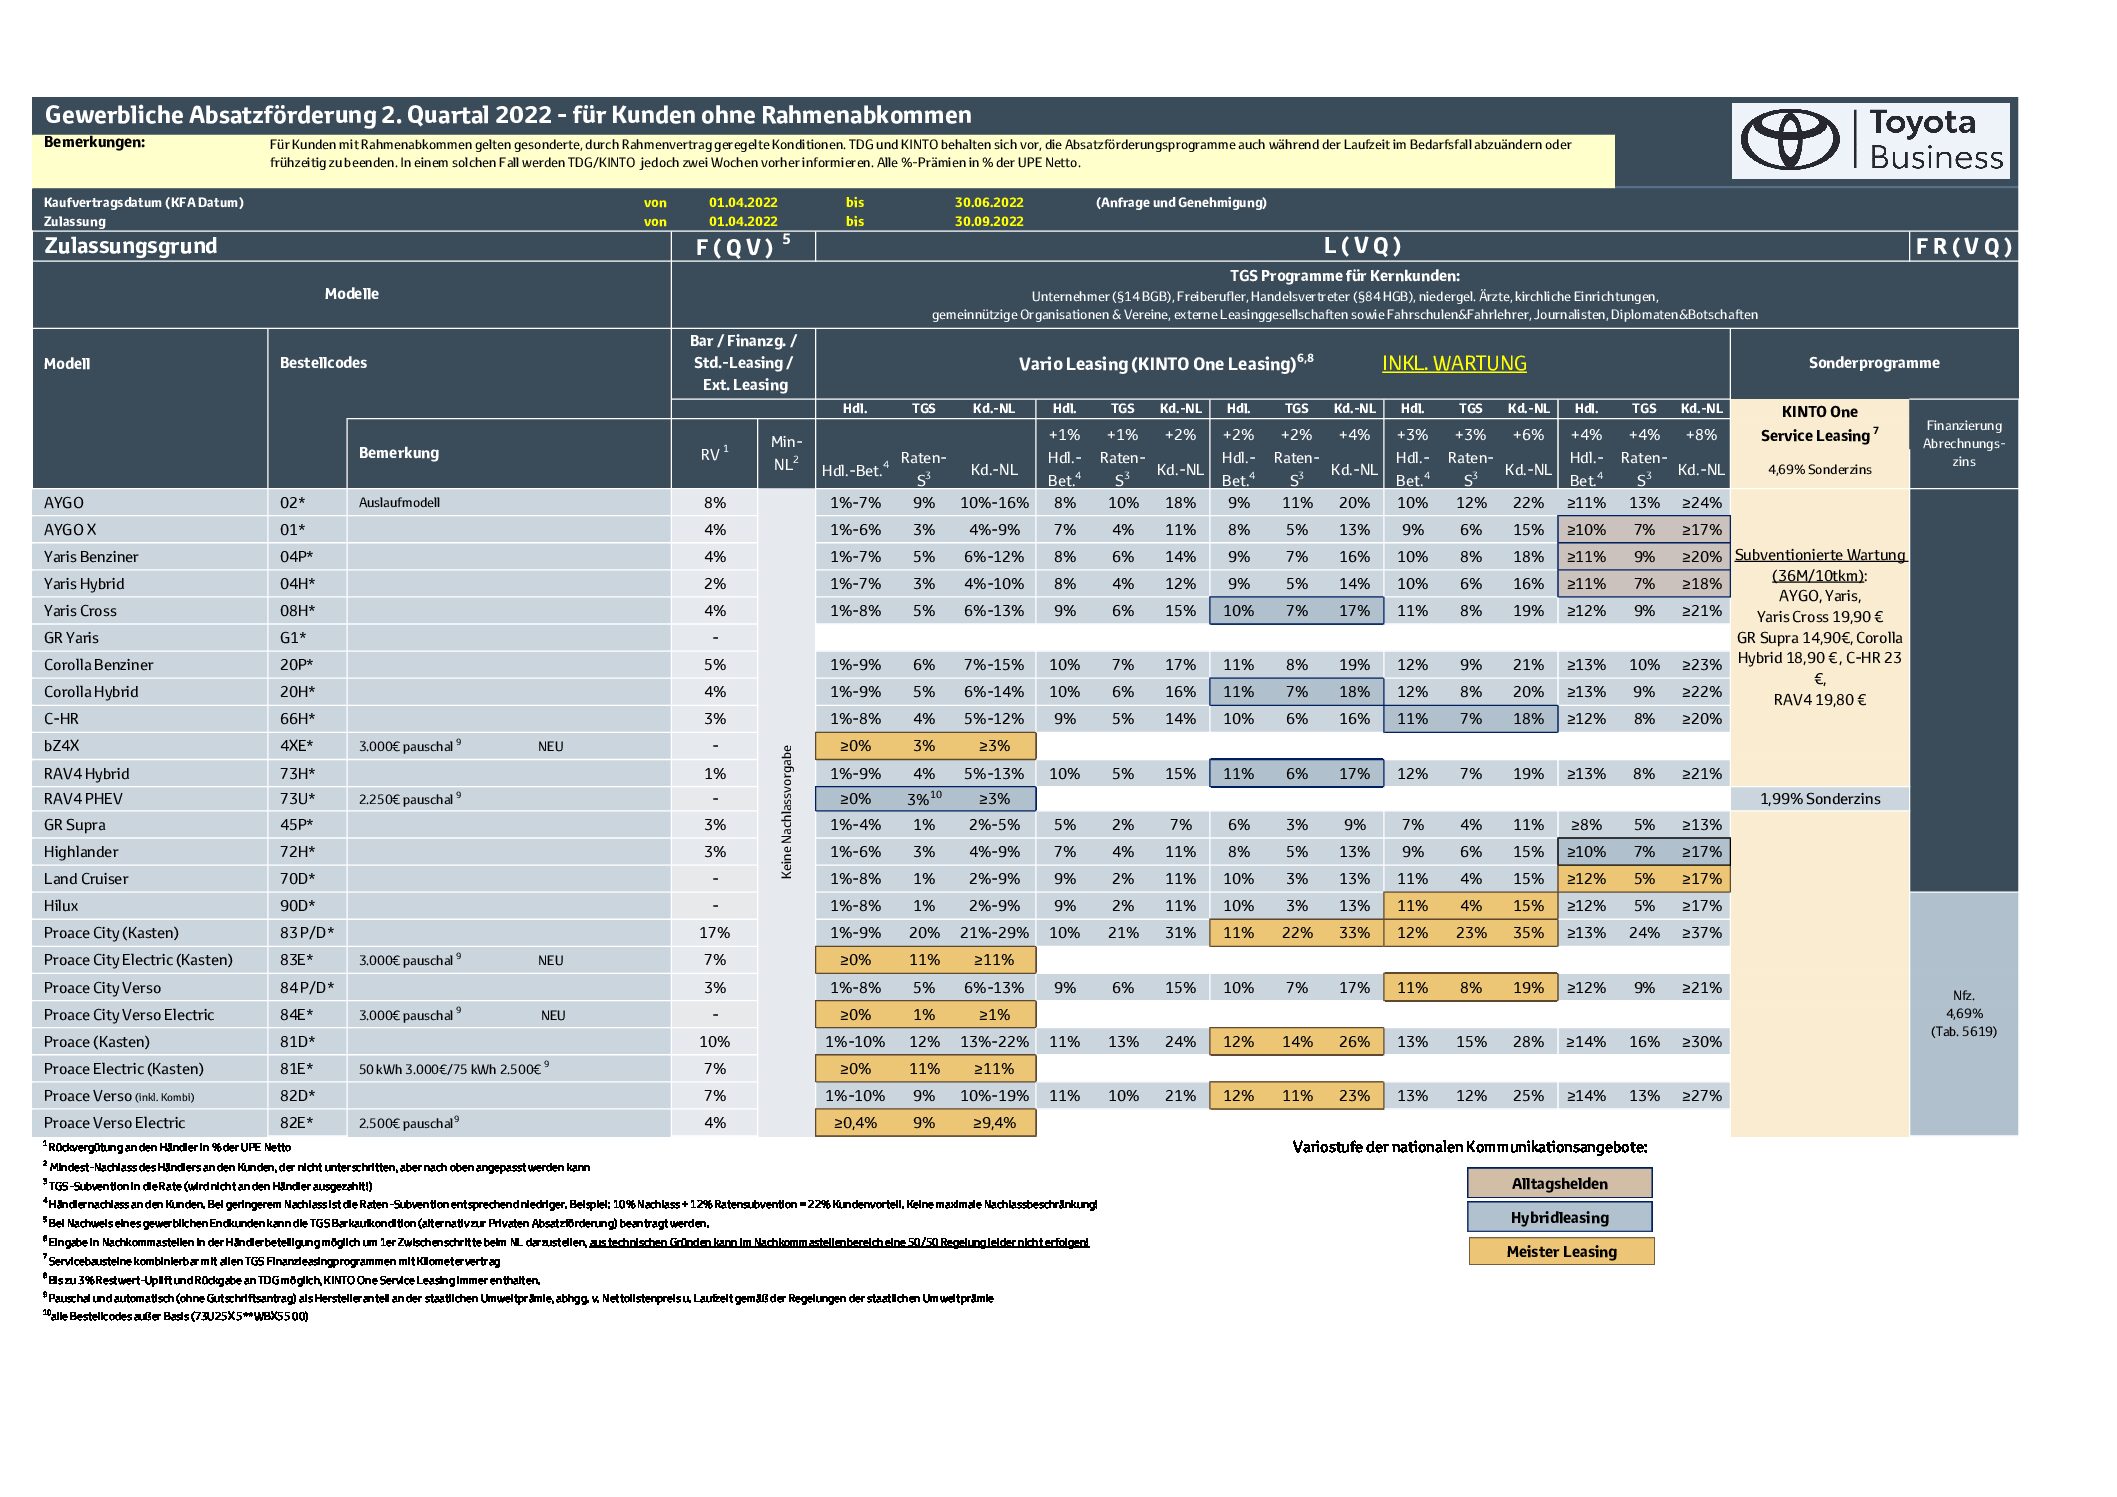 Gewerbliche Absatzförderung 2. Quartal 2022 - für Kunden ohne Rahmenabkommen
Toyota
Business
Bemerkungen:
Für Kunden mit Rahmenabkommen gelten gesonderte, durch Rahmenvertrag geregelte Konditionen. TDG und KINTO behalten sich vor, die Absatzförderungsprogramme auch während der Laufzeit im Bedarfsfall abzuändern oder
frühzeitig zu beenden. In einem solchen Fall werden TDG/KINTO jedoch zwei Wochen vorher informieren. Alle %-Prämien in % der UPE Netto.
Kaufvertragsdatum (KFA Datum) von 01.04.2022 bis 30.06.2022 (Anfrage und Genehmigung)
Zulassung von 01.04.2022 bis 30.09.2022
Zulassungsgrund F(QV) 5 L(VQ) FR(VQ)
Modelle
TGS Programme für Kernkunden:
Unternehmer (§14 BGB), Freiberufler, Handelsvertreter (§84 HGB), niedergel. Ärzte, kirchliche Einrichtungen,
gemeinnützige Organisationen & Vereine, externe Leasinggesellschaften sowie Fahrschulen&Fahrlehrer, Journalisten, Diplomaten&Botschaften
Modell
Bestellcodes
Bemerkung
Bar / Finanzg. /
Std.-Leasing /
Ext. Leasing
RV 1
Min-
NL2
Vario Leasing (KINTO One Leasing)6,8 INKL. WARTUNG
Sonderprogramme
Hdl. TGS Kd.-NL Hdl. TGS Kd.-NL Hdl. TGS Kd.-NL Hdl. TGS Kd.-NL Hdl. TGS Kd.-NL
+1% +1% +2% +2% +2% +4% +3% +3% +6% +4% +4% +8%
Hdl.-Bet.4 Raten-S3 Kd.-NL Hdl.-Bet.4 Raten-S3 Kd.-NL Hdl.-Bet.4 Raten-S3 Kd.-NL Hdl.-Bet.4 Raten-S3 Kd.-NL Hdl.-Bet.4 Raten-S3 Kd.-NL
KINTO One
Service Leasing 7
4,69% Sonderzins
Finanzierung
Abrechnungs-
zins
AYGO 02* Auslaufmodell 8% 1%-7% 9% 10%-16% 8% 10% 18% 9% 11% 20% 10% 12% 22% ≥11% 13% ≥24%
AYGO X 01* 4% 1%-6% 3% 4%-9% 7% 4% 11% 8% 5% 13% 9% 6% 15% ≥10% 7% ≥17%
Yaris Benziner 04P* 4% 1%-7% 5% 6%-12% 8% 6% 14% 9% 7% 16% 10% 8% 18% ≥11% 9% ≥20%
Yaris Hybrid 04H* 2% 1%-7% 3% 4%-10% 8% 4% 12% 9% 5% 14% 10% 6% 16% ≥11% 7% ≥18%
Yaris Cross 08H* 4% 1%-8% 5% 6%-13% 9% 6% 15% 10% 7% 17% 11% 8% 19% ≥12% 9% ≥21%
GR Yaris G1* -
Corolla Benziner 20P* 5% 1%-9% 6% 7%-15% 10% 7% 17% 11% 8% 19% 12% 9% 21% ≥13% 10% ≥23%
Corolla Hybrid 20H* 4% 1%-9% 5% 6%-14% 10% 6% 16% 11% 7% 18% 12% 8% 20% ≥13% 9% ≥22%
C-HR 66H* 3% 1%-8% 4% 5%-12% 9% 5% 14% 10% 6% 16% 11% 7% 18% ≥12% 8% ≥20%
bZ4X 4XE* 3.000€ pauschal 9 NEU - ≥0% 3% ≥3%
RAV4 Hybrid 73H* 1% 1%-9% 4% 5%-13% 10% 5% 15% 11% 6% 17% 12% 7% 19% ≥13% 8% ≥21%
RAV4 PHEV 73U* 2.250€ pauschal 9 - ≥0% 3%10 ≥3% 1,99% Sonderzins
GR Supra 45P* 3% 1%-4% 1% 2%-5% 5% 2% 7% 6% 3% 9% 7% 4% 11% ≥8% 5% ≥13%
Highlander 72H* 3% 1%-6% 3% 4%-9% 7% 4% 11% 8% 5% 13% 9% 6% 15% ≥10% 7% ≥17%
Land Cruiser 70D* - 1%-8% 1% 2%-9% 9% 2% 11% 10% 3% 13% 11% 4% 15% ≥12% 5% ≥17%
Hilux 90D* - 1%-8% 1% 2%-9% 9% 2% 11% 10% 3% 13% 11% 4% 15% ≥12% 5% ≥17%
Proace City (Kasten) 83 P/D* 17% 1%-9% 20% 21%-29% 10% 21% 31% 11% 22% 33% 12% 23% 35% ≥13% 24% ≥37%
Proace City Electric (Kasten) 83E* 3.000€ pauschal 9 NEU 7% ≥0% 11% ≥11%
Proace City Verso 84 P/D* 3% 1%-8% 5% 6%-13% 9% 6% 15% 10% 7% 17% 11% 8% 19% ≥12% 9% ≥21%
Proace City Verso Electric 84E* 3.000€ pauschal 9 NEU - ≥0% 1% ≥1%
Proace (Kasten) 81D* 10% 1%-10% 12% 13%-22% 11% 13% 24% 12% 14% 26% 13% 15% 28% ≥14% 16% ≥30%
Proace Electric (Kasten) 81E* 50 kWh 3.000€/75 kWh 2.500€ 9 7% ≥0% 11% ≥11%
Proace Verso (inkl. Kombi) 82D* 7% 1%-10% 9% 10%-19% 11% 10% 21% 12% 11% 23% 13% 12% 25% ≥14% 13% ≥27%
Proace Verso Electric 82E* 2.500€ pauschal9 4% ≥0,4% 9% ≥9,4%
Keine Nachlassvorgabe
Subventionierte Wartung
(36M/10tkm):
AYGO, Yaris,
Yaris Cross 19,90 €
GR Supra 14,90€, Corolla
Hybrid 18,90 €, C-HR 23
€,
RAV4 19,80 €
Nfz.
4,69%
(Tab. 5619)
1 Rückvergütung an den Händler in % der UPE Netto
2 Mindest-Nachlass des Händlers an den Kunden, der nicht unterschritten, aber nach oben angepasst werden kann
3 TGS-Subvention in die Rate (wird nicht an den Händler ausgezahlt!)
4 Händlernachlass an den Kunden. Bei geringerem Nachlass ist die Raten-Subvention entsprechend niedriger. Beispiel: 10% Nachlass + 12% Ratensubvention = 22% Kundenvorteil. Keine maximale Nachlassbeschränkung!
5 Bei Nachweis eines gewerblichen Endkunden kann die TGS Barkaufkondition (alternativ zur Privaten Absatzförderung) beantragt werden.
6 Eingabe in Nachkommastellen in der Händlerbeteiligung möglich um 1er Zwischenschritte beim NL darzustellen, aus technischen Gründen kann im Nachkommastellenbereich eine 50/50 Regelung leider nicht erfolgen!
7 Servicebausteine kombinierbar mit allen TGS Finanzleasingprogrammen mit Kilometervertrag
8 Bis zu 3% Restwert-Uplift und Rückgabe an TDG möglich, KINTO One Service Leasing immer enthalten.
9 Pauschal und automatisch (ohne Gutschriftsantrag) als Herstelleranteil an der staatlichen Umweltprämie, abhgg. v. Nettolistenpreis u. Laufzeit gemäß der Regelungen der staatlichen Umweltprämie
10 alle Bestellcodes außer Basis (73U25X5**WBXS5 00)
Variostufe der nationalen Kommunikationsangebote:
Alltagshelden
Hybridleasing
Meister Leasing